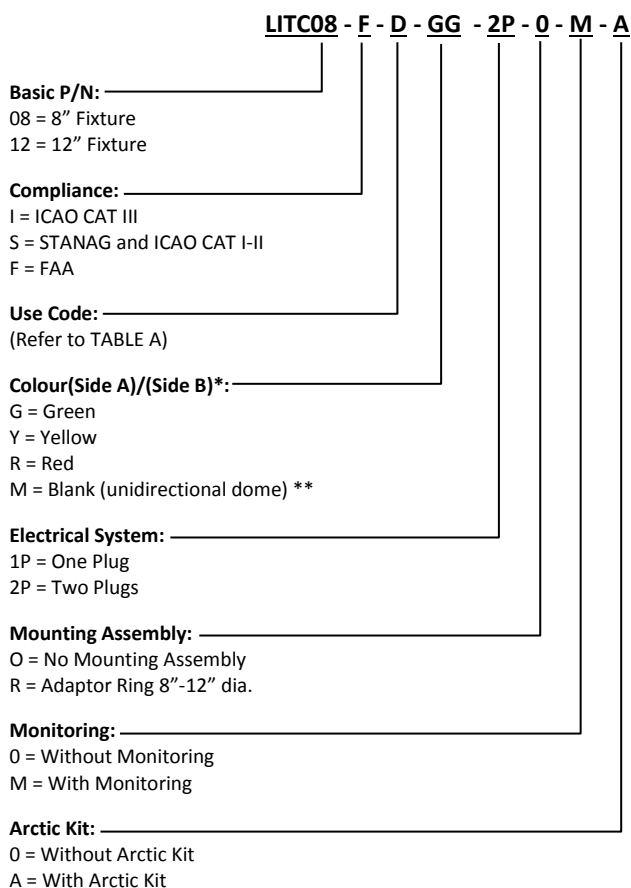 LITC08 - F - D - GG - 2P - 0 - M - A
Basic P/N:
08 = 8” Fixture
12 = 12” Fixture
Compliance:
I = ICAO CAT III
S = STANAG and ICAO CAT I-II
F = FAA
Use Code:
(Refer to TABLE A)
Colour(Side A)/(Side B)*:
G = Green
Y = Yellow
R = Red
M = Blank (unidirectional dome) **
Electrical System:
1P = One Plug
2P = Two Plugs
Mounting Assembly:
O = No Mounting Assembly
R = Adaptor Ring 8”-12” dia.
Monitoring:
0 = Without Monitoring
M = With Monitoring
Arctic Kit:
0 = Without Arctic Kit
A = With Arctic Kit